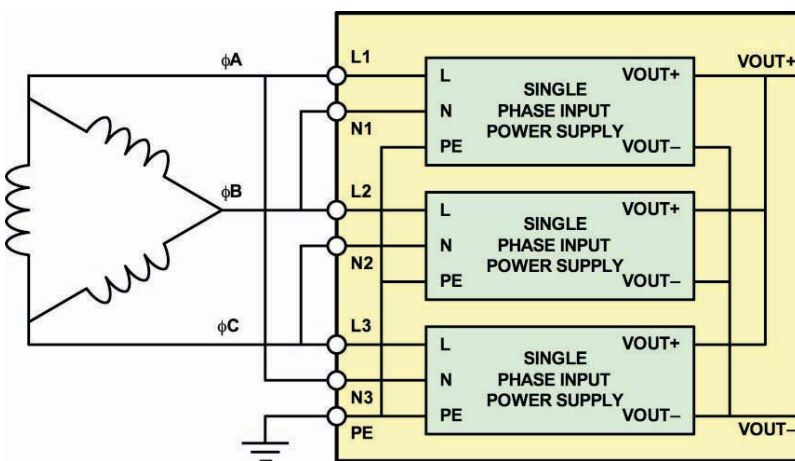 ϕA
L1
L
SINGLE
PHASE INPUT
POWER SUPPLY
VOUT+
VOUT+
N1
N
PE
VOUT–
ϕB
L2
L
SINGLE
PHASE INPUT
POWER SUPPLY
VOUT+
N2
N
PE
VOUT–
ϕC
L3
L
SINGLE
PHASE INPUT
POWER SUPPLY
VOUT+
N3
N
PE
PE
VOUT–
VOUT–